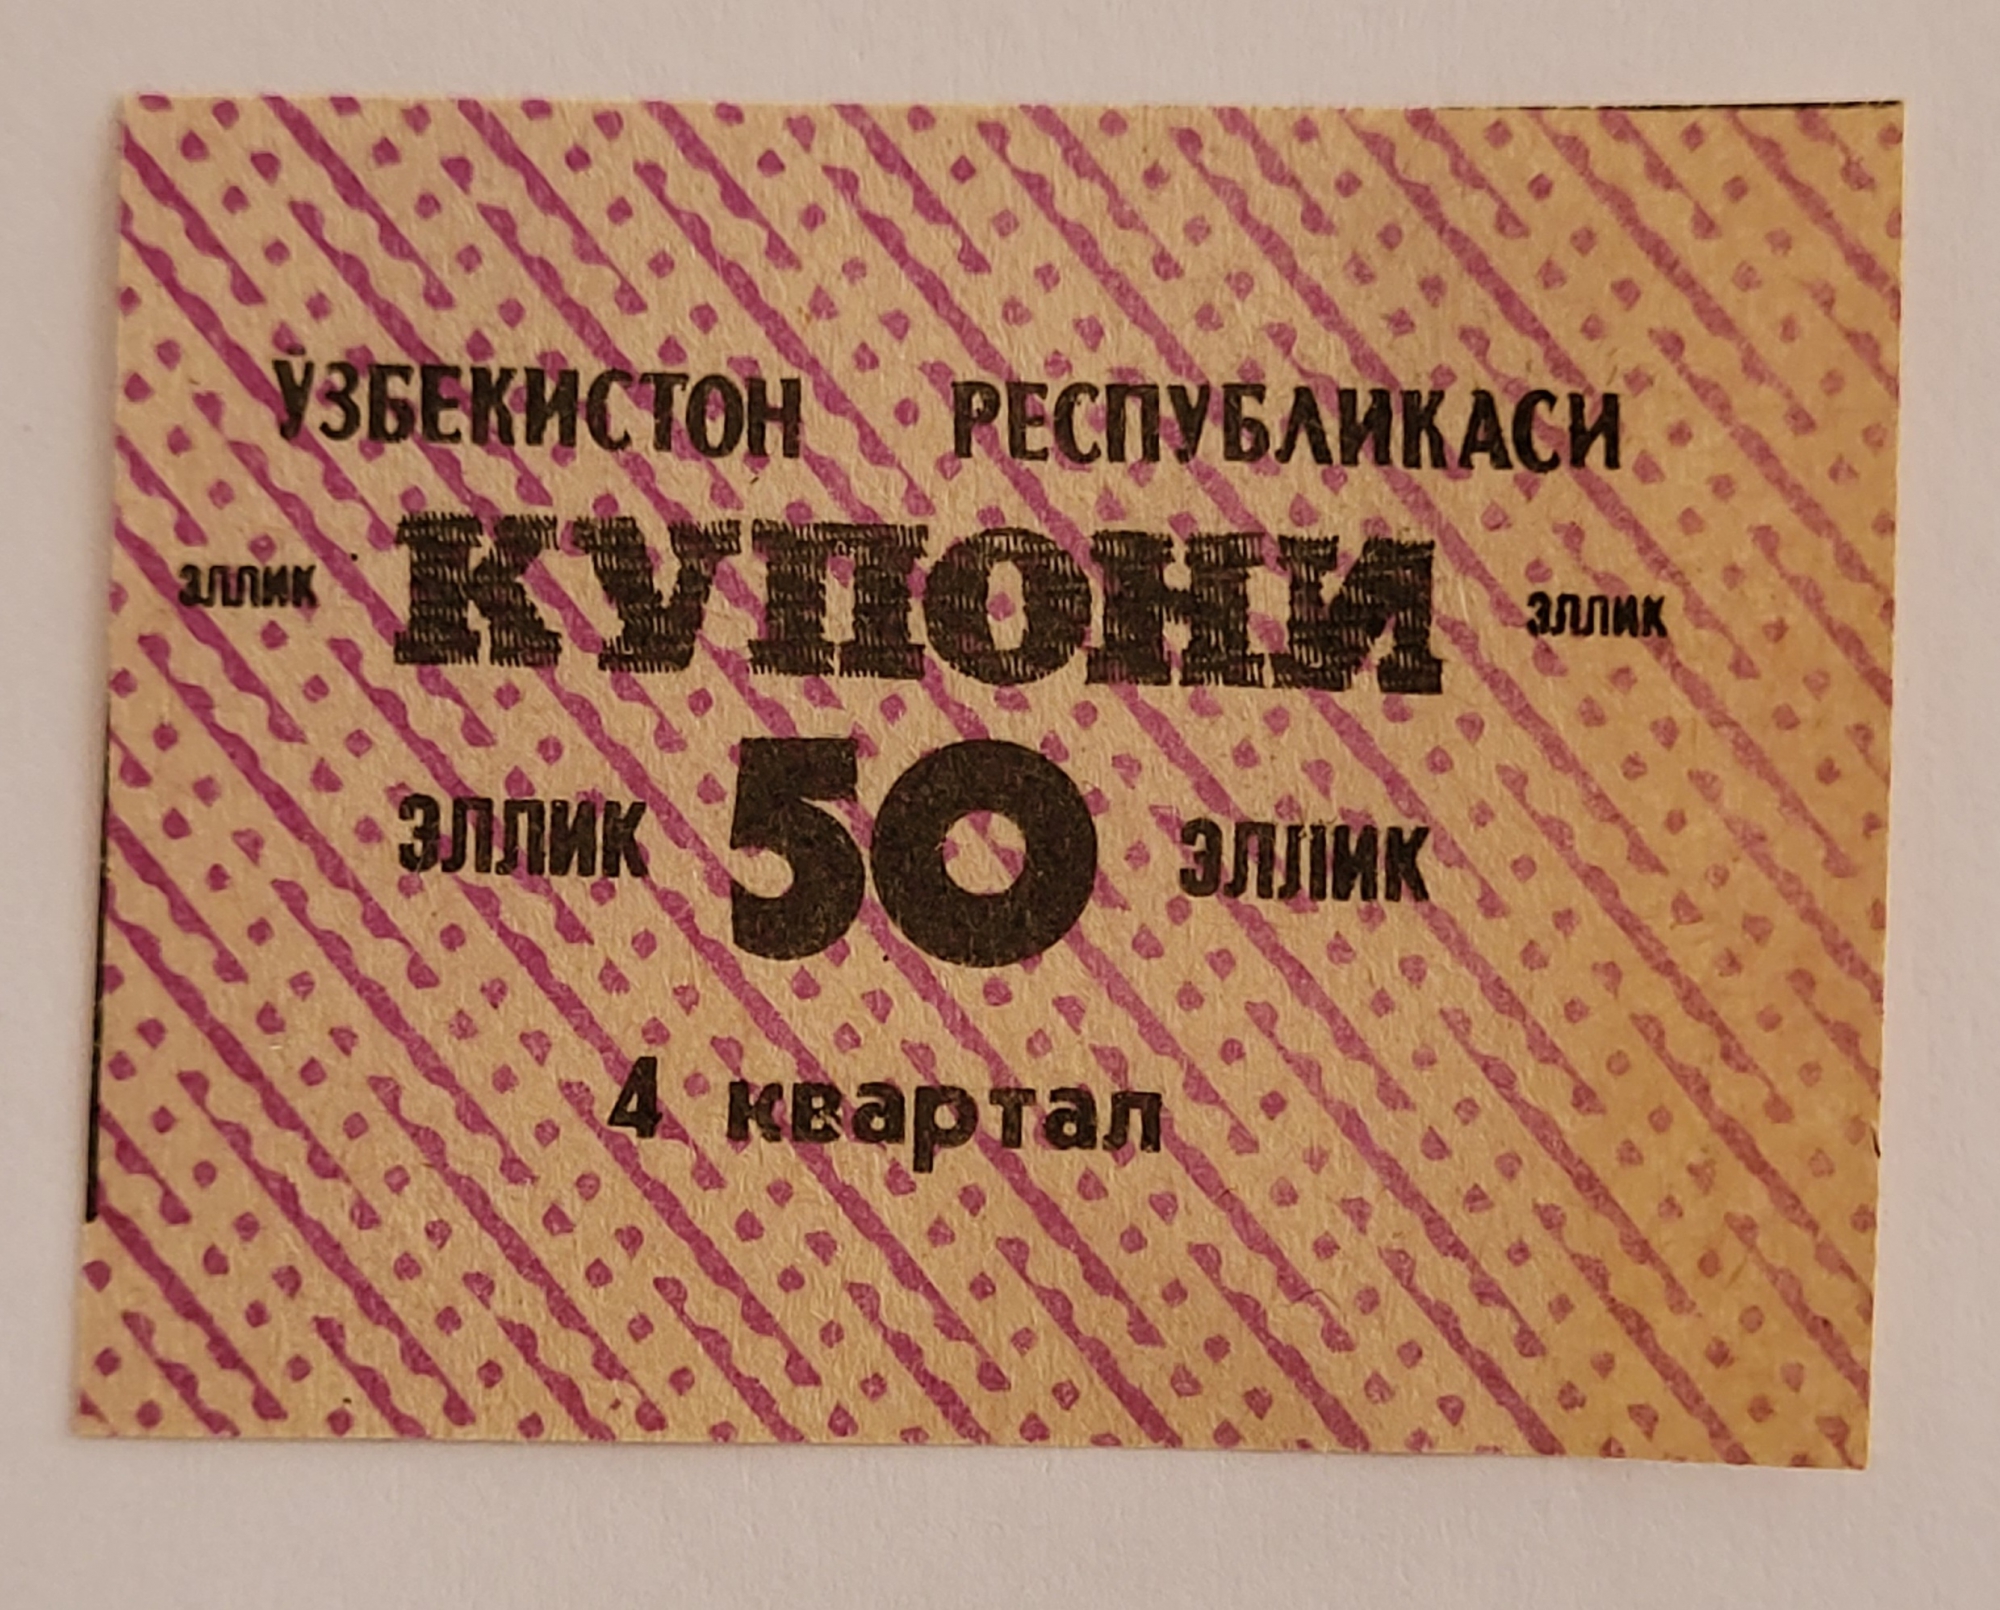 ЎЗБЕКИСТОН РЕСПУБЛИКАСИ
эллик КУПОНИ эллик
эллик 50 эллик
4 квартал